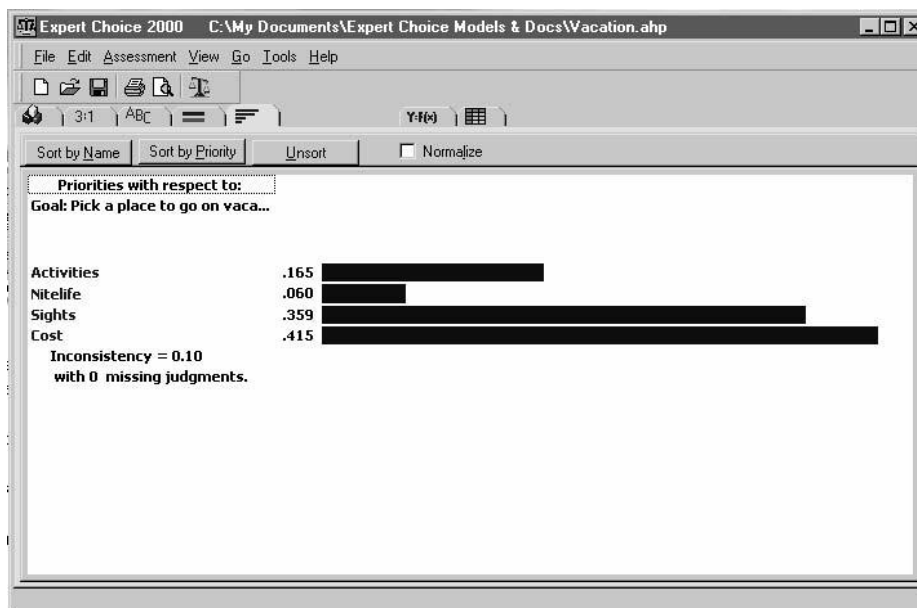 Expert Choice 2000 C:\My Documents\Expert Choice Models & Docs\Vacation.ahp
File Edit Assessment View Go Tools Help
3:1 ABC Y:F(x)
Sort by Name Sort by Priority Unsort Normalize
Priorities with respect to:
Goal: Pick a place to go on vaca...
Activities .165
Nitelife .060
Sights .359
Cost .415
Inconsistency = 0.10
with 0 missing judgments.